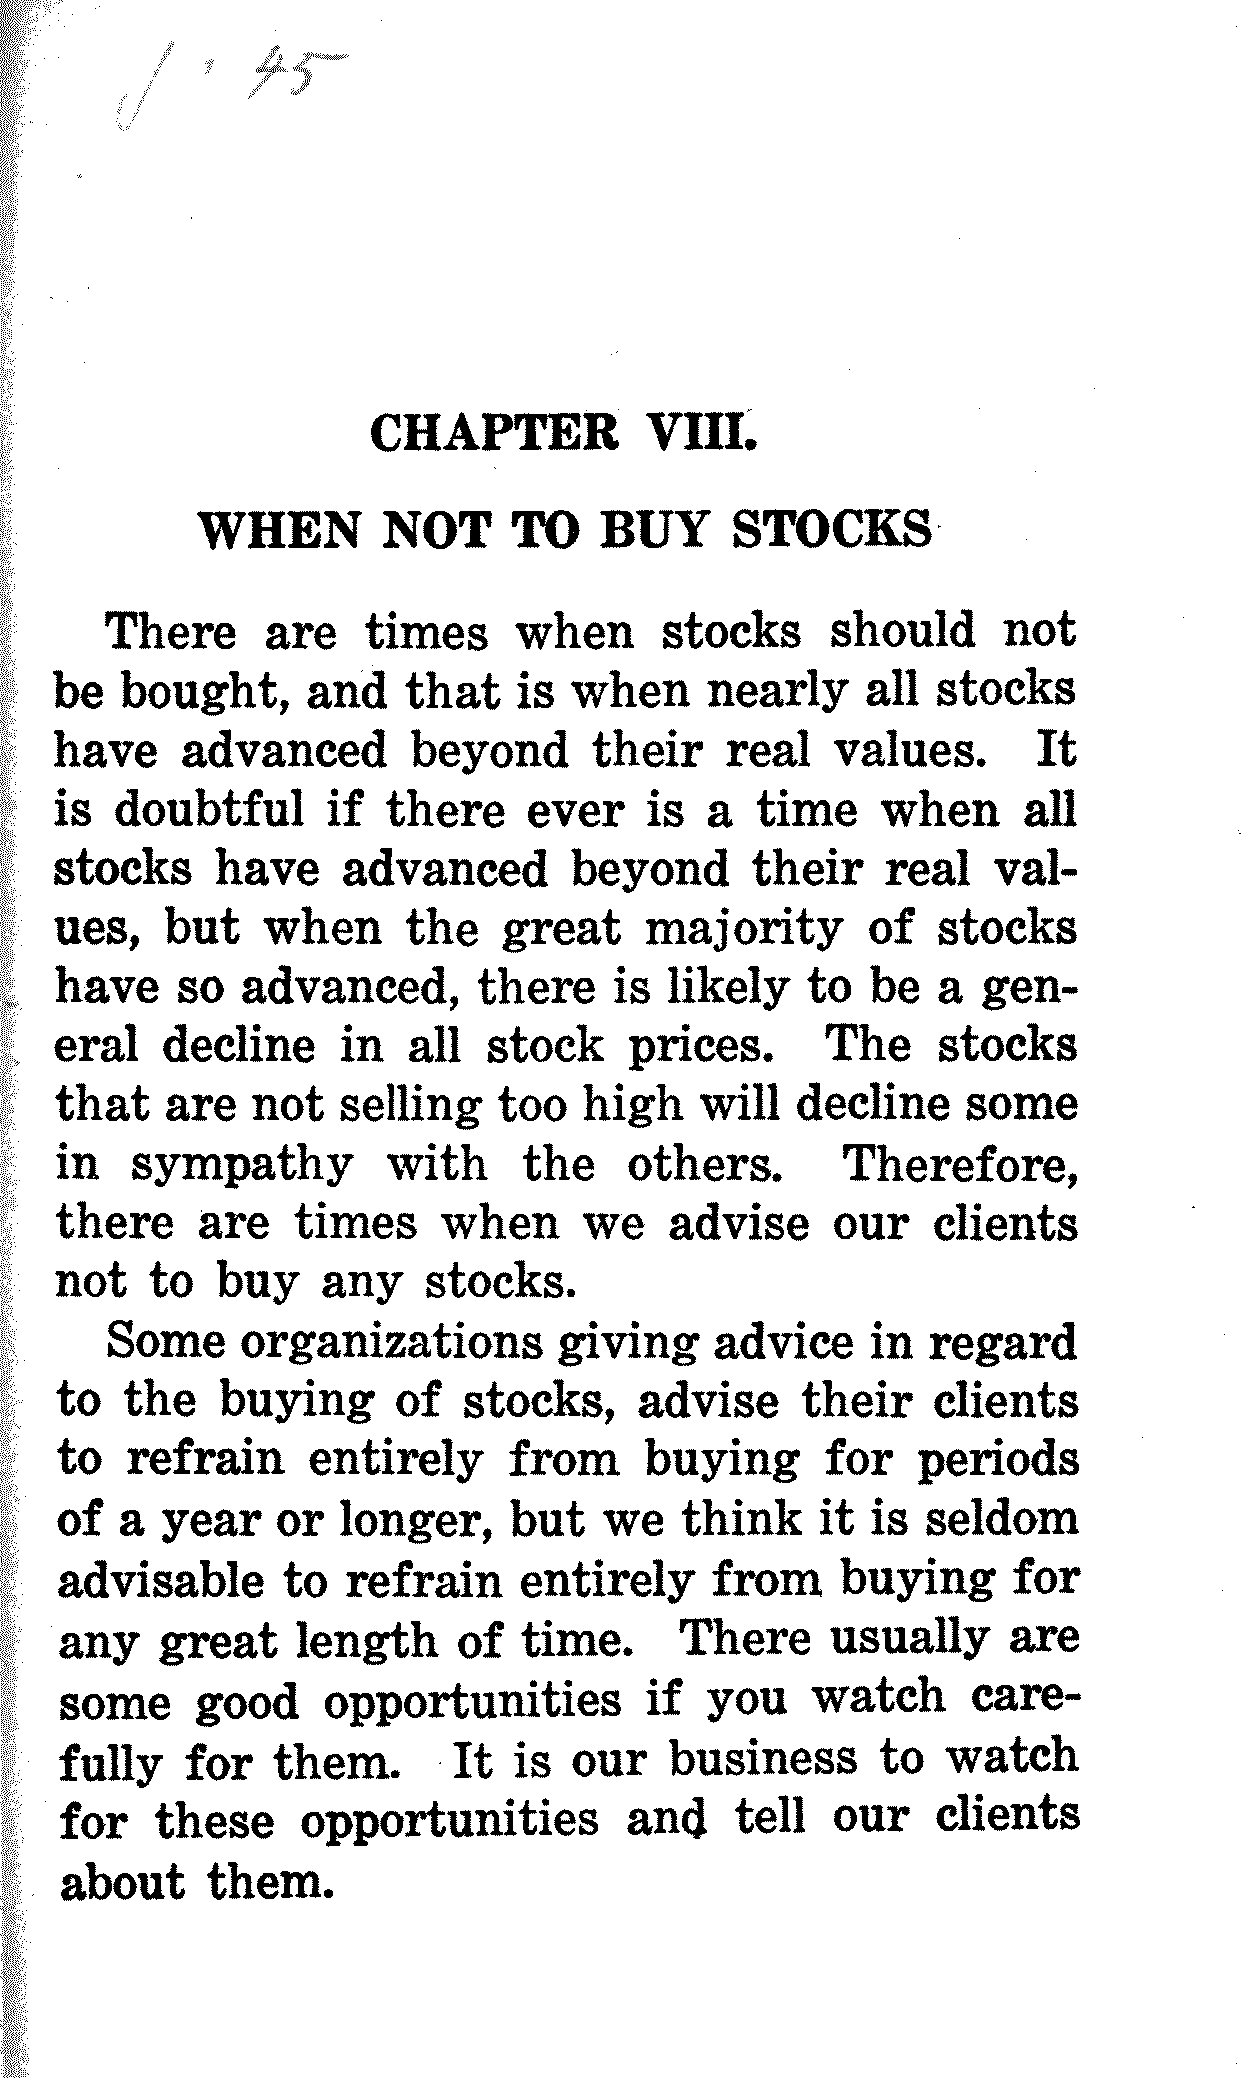 CHAPTER VIII.
WHEN NOT TO BUY STOCKS
There are times when stocks should not
be bought, and that is when nearly all stocks
have advanced beyond their real values. It
is doubtful if there ever is a time when all
stocks have advanced beyond their real val-
ues, but when the great majority of stocks
have so advanced, there is likely to be a gen-
eral decline in all stock prices. The stocks
that are not selling too high will decline some
in sympathy with the others. Therefore,
there are times when we advise our clients
not to buy any stocks.
Some organizations giving advice in regard
to the buying of stocks, advise their clients
to refrain entirely from buying for periods
of a year or longer, but we think it is seldom
advisable to refrain entirely from buying for
any great length of time. There usually are
some good opportunities if you watch care-
fully for them. It is our business to watch
for these opportunities and tell our clients
about them.